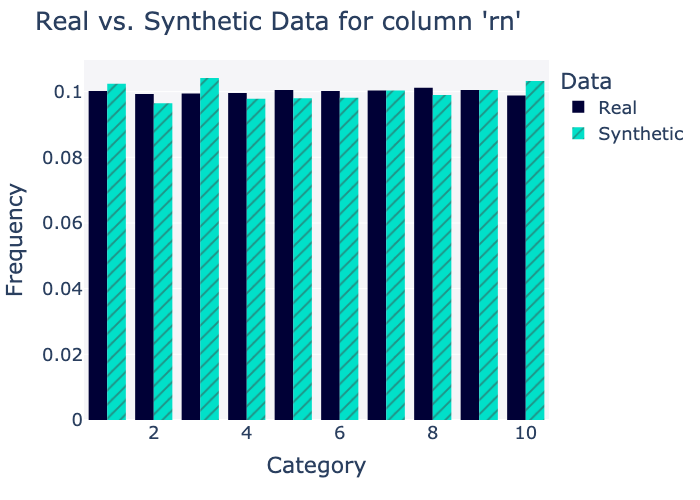 Real vs. Synthetic Data for column 'rn'
Data
Real
Synthetic
Frequency
0.1
0.08
0.06
0.04
0.02
0
2 4 6 8 10
Category